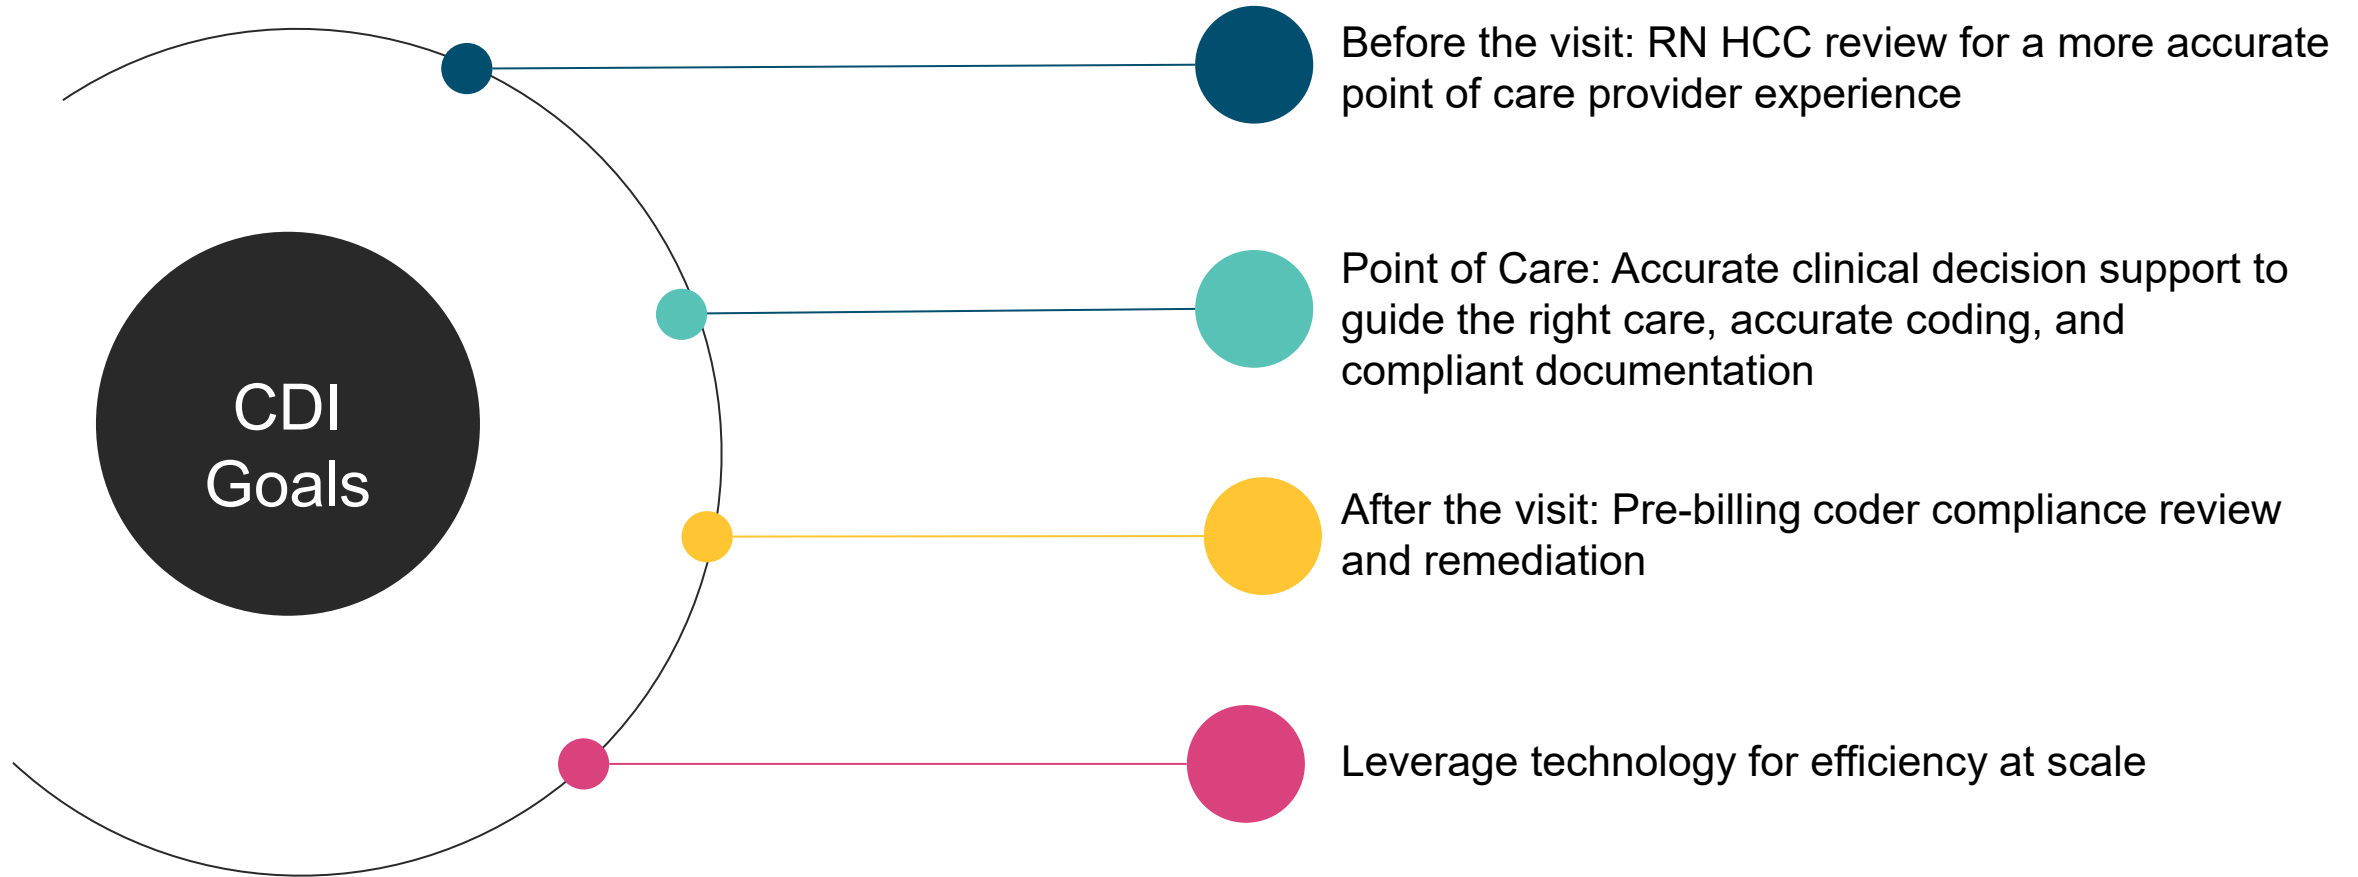 CDI
Goals
Before the visit: RN HCC review for a more accurate
point of care provider experience
Point of Care: Accurate clinical decision support to
guide the right care, accurate coding, and
compliant documentation
After the visit: Pre-billing coder compliance review
and remediation
Leverage technology for efficiency at scale